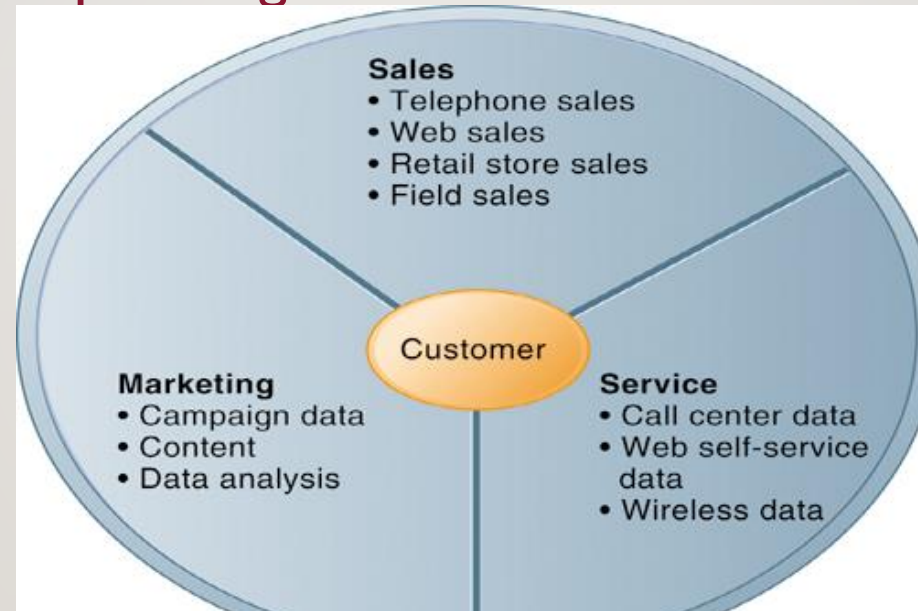 Sales
• Telephone sales
• Web sales
• Retail store sales
• Field sales
Customer
Marketing
• Campaign data
• Content
• Data analysis
Service
• Call center data
• Web self-service
data
• Wireless data